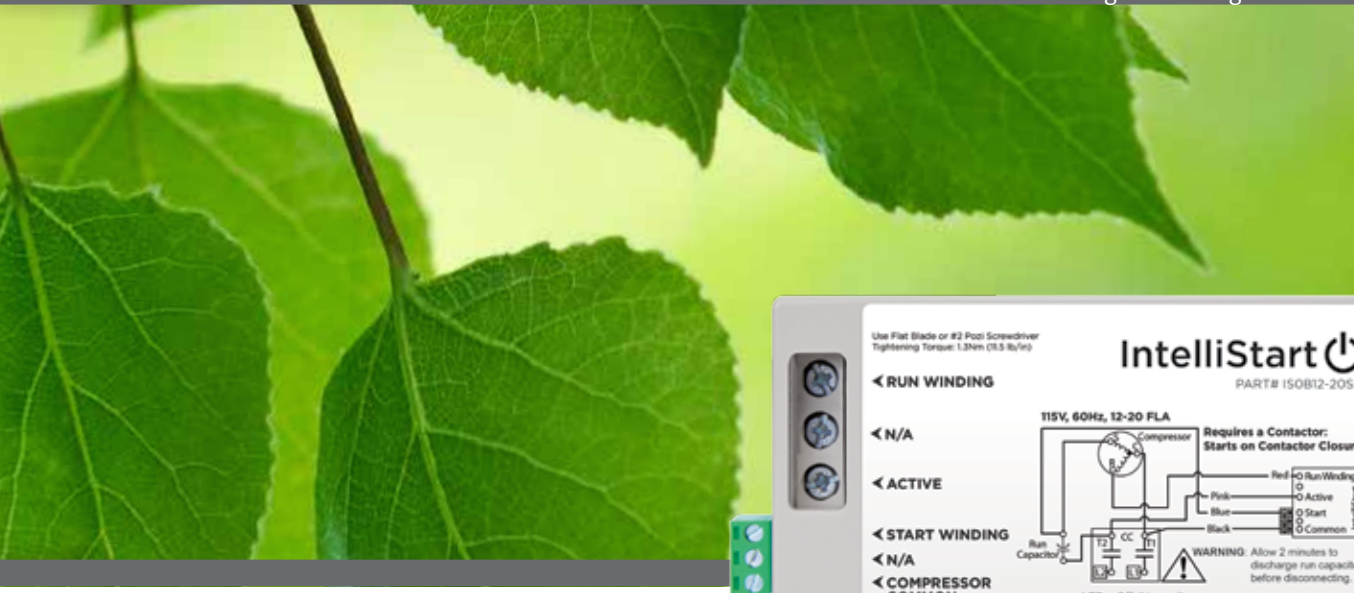 Use Flat Blade or #2 Pozi Screwdriver
Tightening Torque: 1.3Nm (11.5 lb/in)
IntelliStart
PART# ISOB12-20S
RUN WINDING
115V, 60Hz, 12-20 FLA
N/A
Compressor
Requires a Contactor:
Starts on Contactor Closur
ACTIVE
Red
Run Winding
Pink
Active
Blue
Start
Black
Common
START WINDING
Run
Capacitor
T2
CC
T1
N/A
WARNING: Allow 2 minutes to
discharge run capacit
before disconnecting.
L2
L1
COMPRESSOR